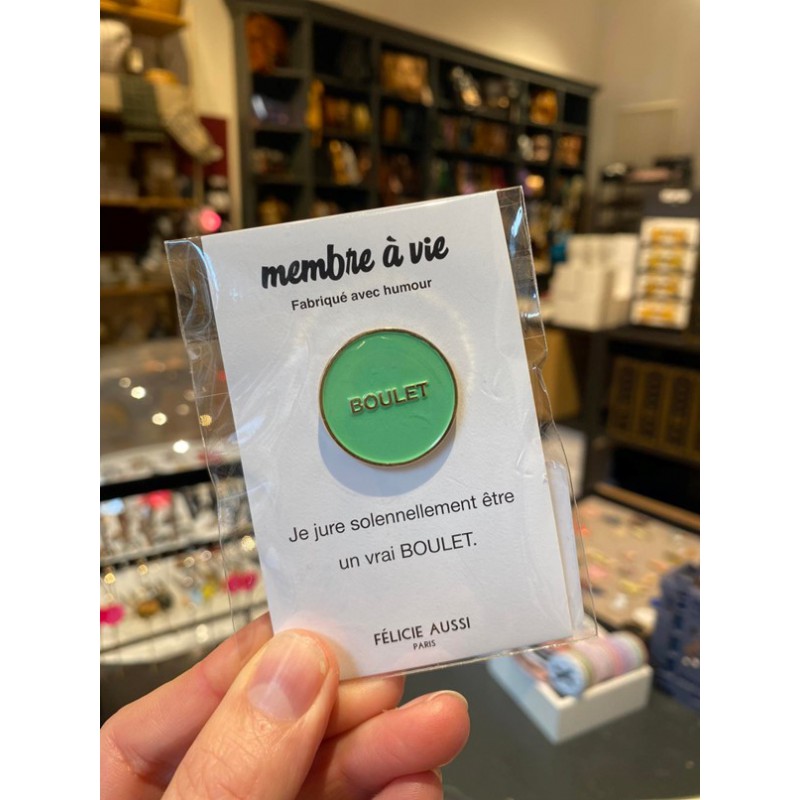 membre à vie
Fabriqué avec humour
BOULET
Je jure solennellement être
un vrai BOULET.
FÉLICIE AUSSI
PARIS